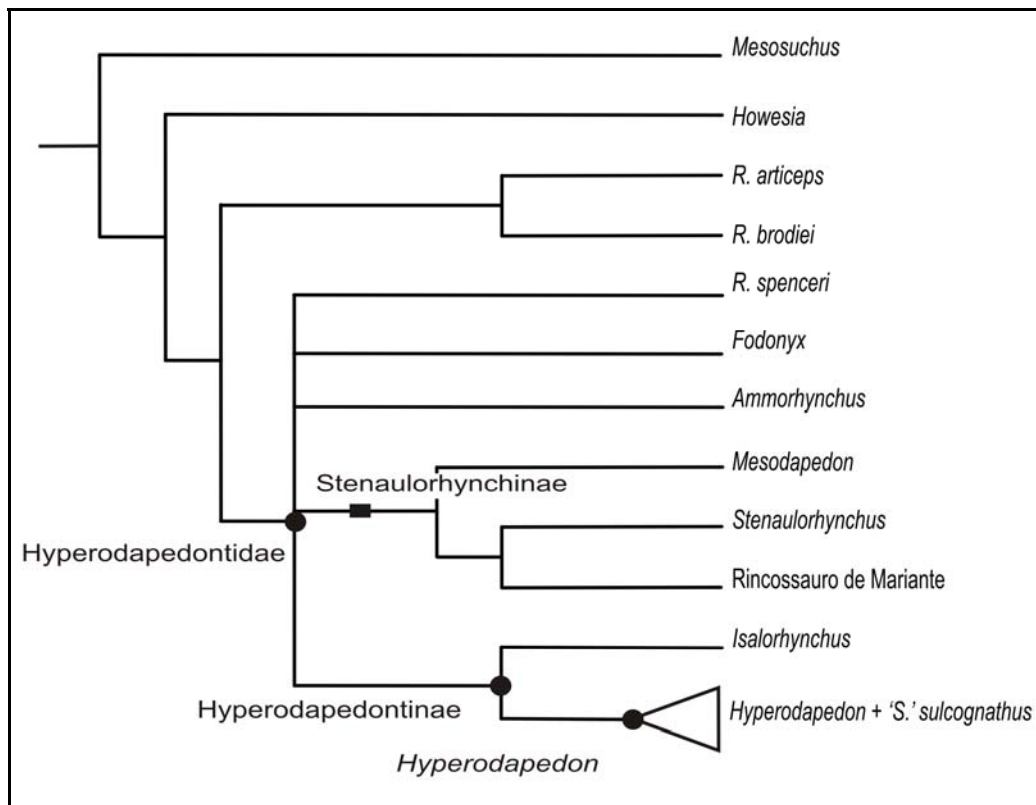 Mesosuchus
Howesia
R. articeps
R. brodiei
R. spenceri
Fodonyx
Ammorhynchus
Mesodapedon
Stenaulorhynchinae
Stenaulorhynchus
Hyperodapedontidae
Rincossauro de Mariante
Isalorhynchus
Hyperodapedontinae
Hyperodapedon + ‘S.’ sulcognathus
Hyperodapedon